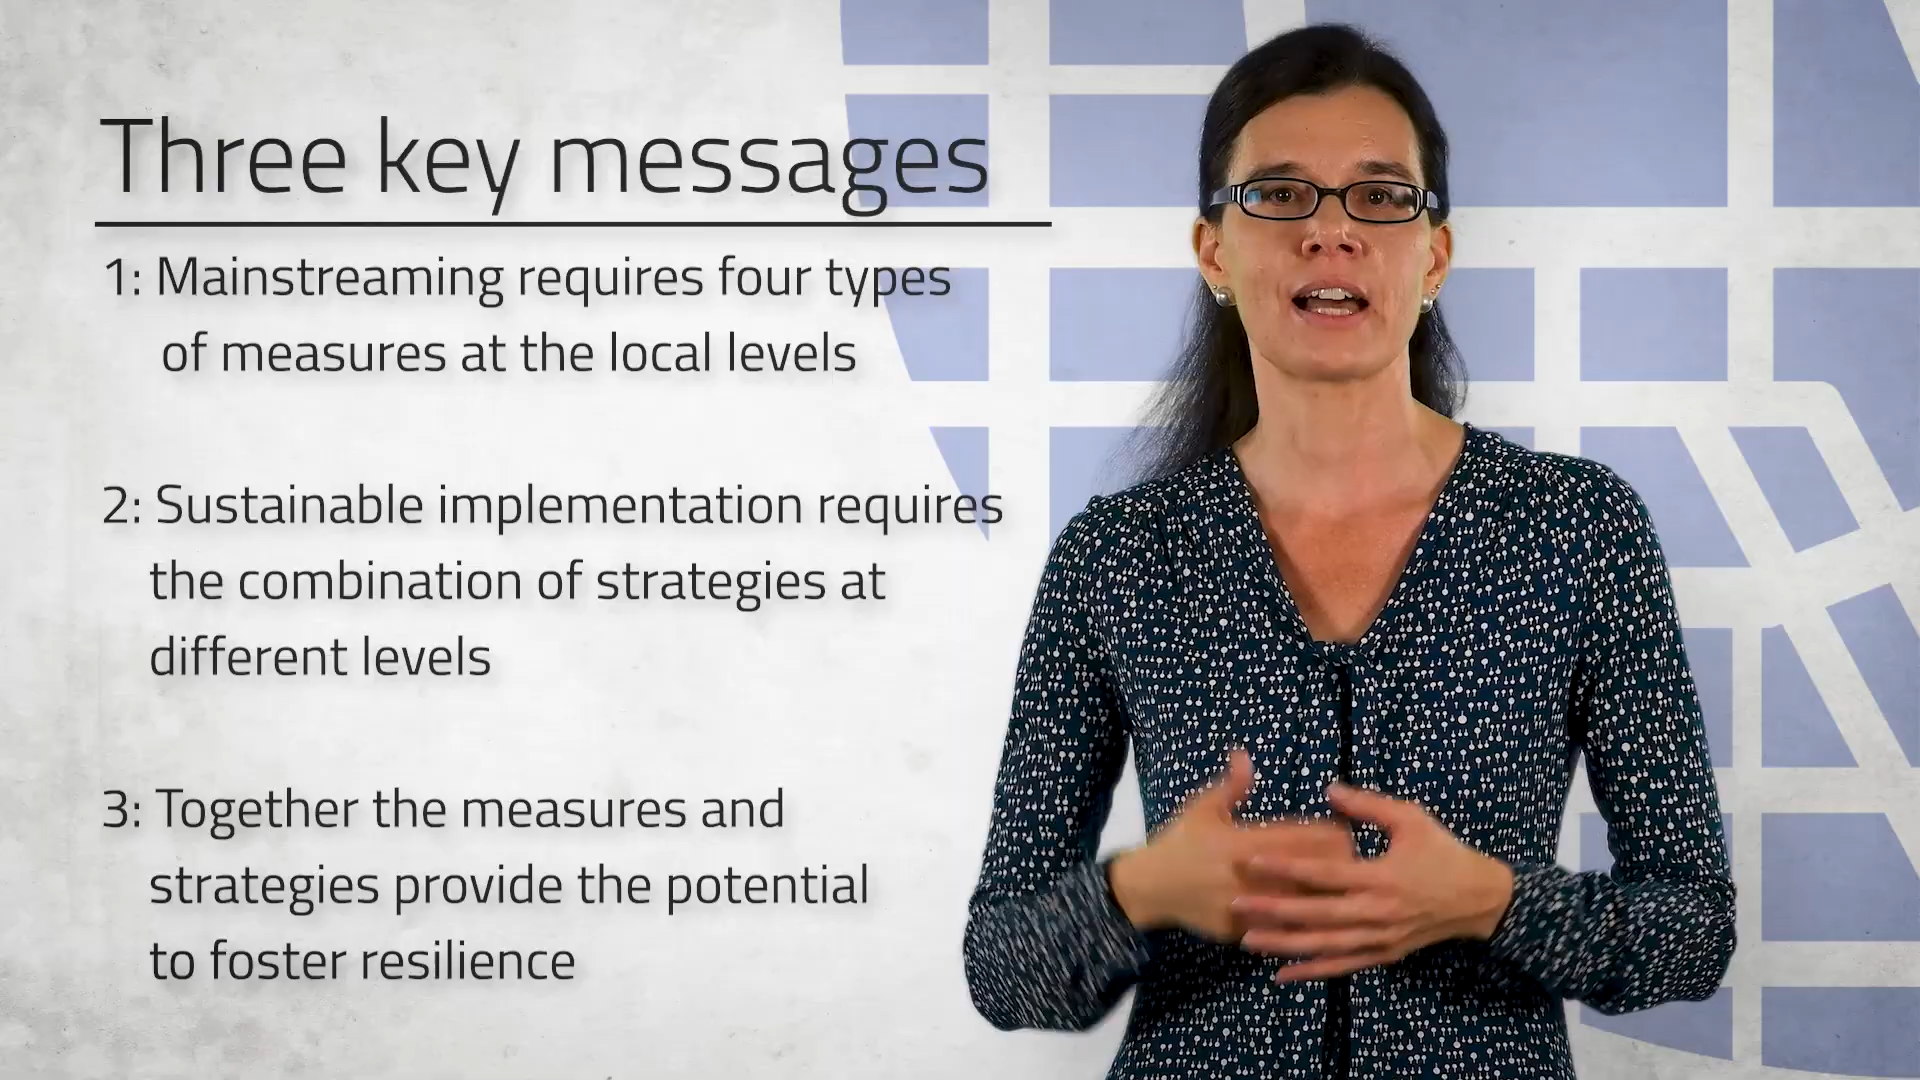 Three key messages
1: Mainstreaming requires four types
of measures at the local levels
2: Sustainable implementation requires
the combination of strategies at
different levels
3: Together the measures and
strategies provide the potential
to foster resilience